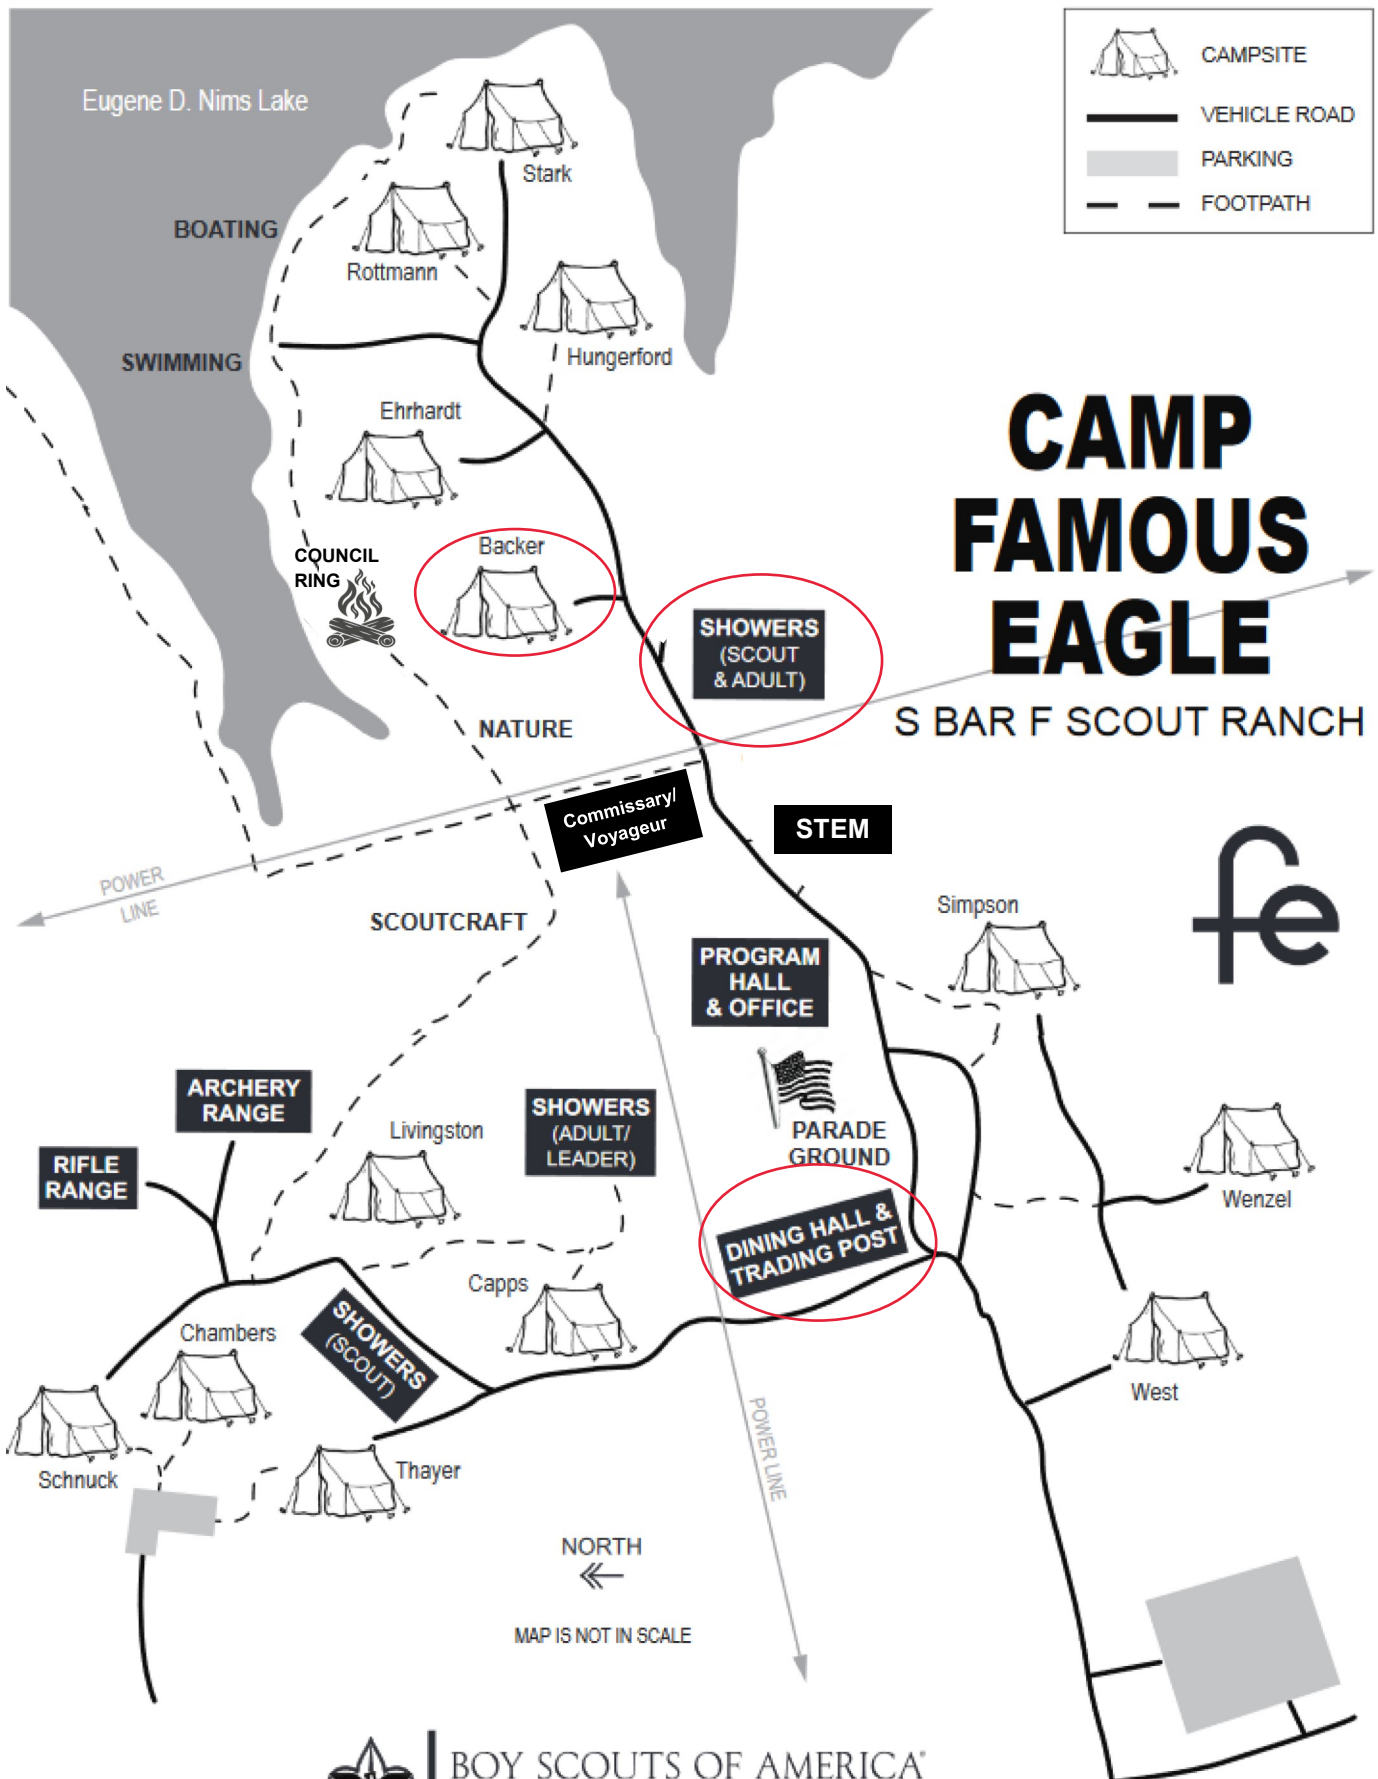 CAMPSITE
VEHICLE ROAD
PARKING
FOOTPATH
Eugene D. Nims Lake
Stark
BOATING
Rottmann
SWIMMING
Hungerford
Ehrhardt
CAMP
FAMOUS
EAGLE
S BAR F SCOUT RANCH
Backer
COUNCIL
RING
SHOWERS
(SCOUT
& ADULT)
NATURE
Commissary/
Voyageur
STEM
POWER
LINE
SCOUTCRAFT
Simpson
fe
PROGRAM
HALL
& OFFICE
ARCHERY
RANGE
RIFLE
RANGE
Livingston
SHOWERS
(ADULT/
LEADER)
PARADE
GROUND
Wenzel
DINING HALL &
TRADING POST
Capps
Chambers
SHOWERS
(SCOUT)
West
Schnuck
Thayer
POWER LINE
NORTH
MAP IS NOT IN SCALE
BOY SCOUTS OF AMERICA®